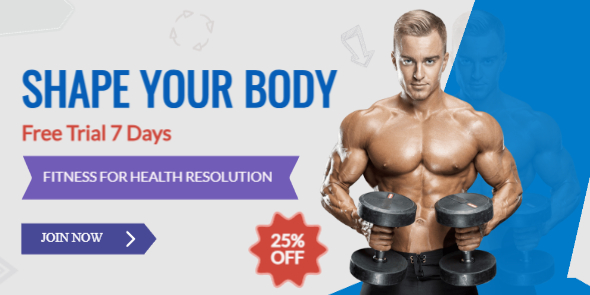 SHAPE YOUR BODY
Free Trial 7 Days
FITNESS FOR HEALTH RESOLUTION
JOIN NOW
25%
OFF